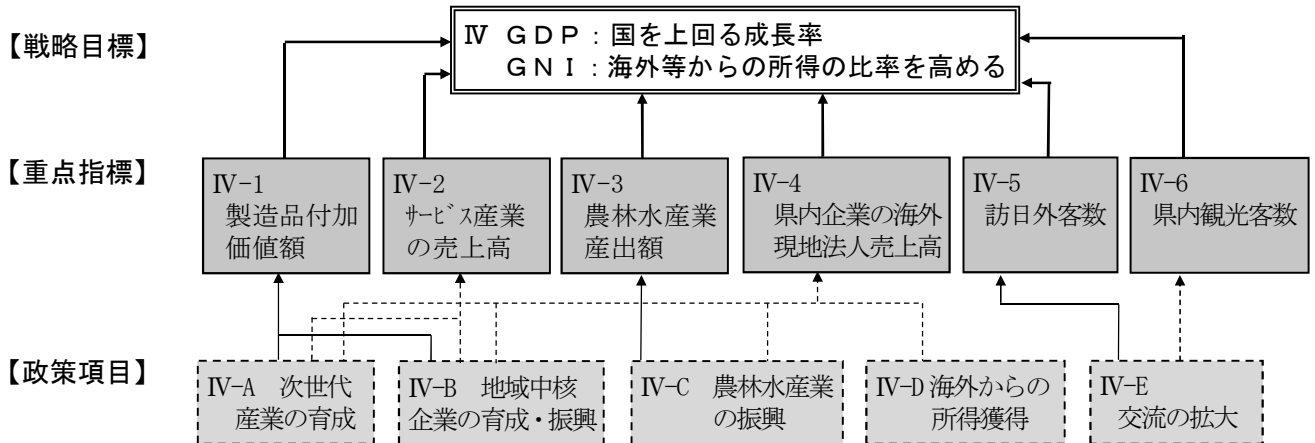 【戦略目標】
Ⅳ ＧＤＰ：国を上回る成長率
ＧＮＩ：海外等からの所得の比率を高める
【重点指標】
Ⅳ-1
製造品付加
価値額
Ⅳ-2
ｻｰﾋﾞｽ産業
の売上高
Ⅳ-3
農林水産業
産出額
Ⅳ-4
県内企業の海外
現地法人売上高
Ⅳ-5
訪日外客数
Ⅳ-6
県内観光客数
【政策項目】
Ⅳ-A 次世代
産業の育成
Ⅳ-B 地域中核
企業の育成・振興
Ⅳ-C 農林水産業
の振興
Ⅳ-D 海外からの
所得獲得
Ⅳ-E
交流の拡大